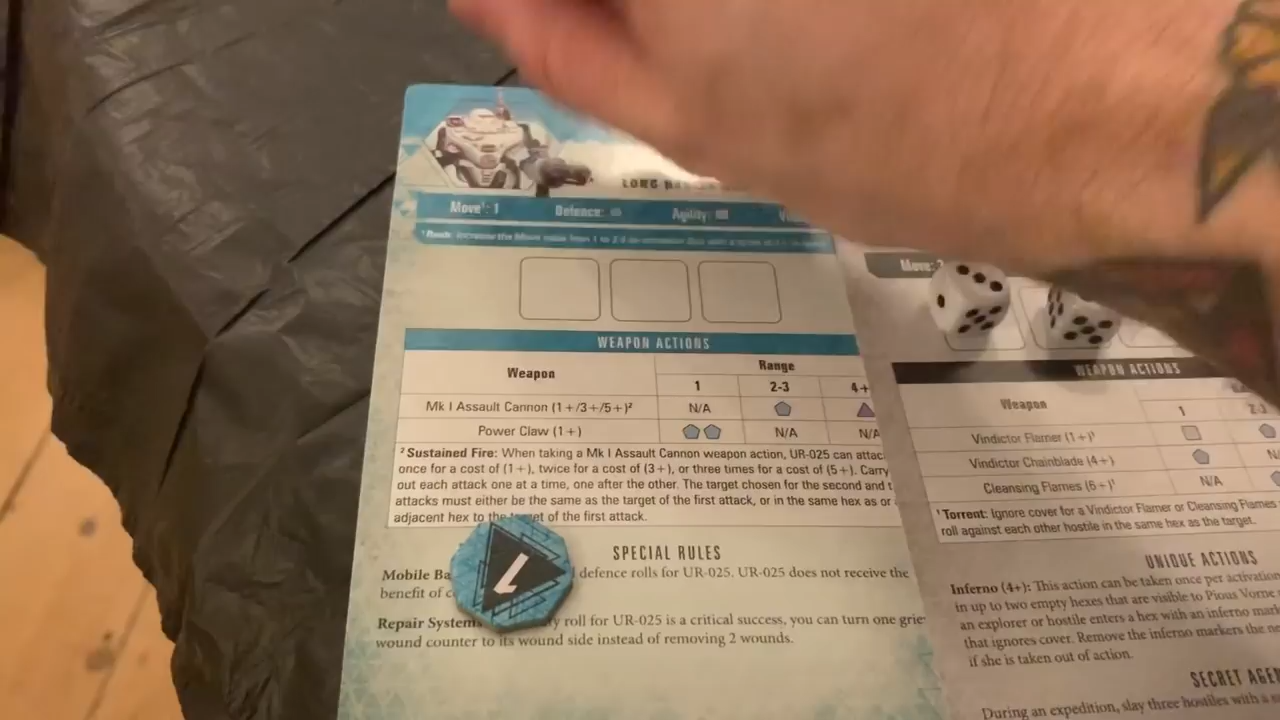 LONG
Move¹: 1 Defence: Agility:
WEAPON ACTIONS
Weapon Range
1 2-3 4+
Mk I Assault Cannon (1+/3+/5+)² N/A
Power Claw (1+) N/A N/A
² Sustained Fire: When taking a Mk I Assault Cannon weapon action, UR-025 can attac
once for a cost of (1+), twice for a cost of (3+), or three times for a cost of (5+). Carry
out each attack one at a time, one after the other. The target chosen for the second and t
attacks must either be the same as the target of the first attack, or in the same hex as or
adjacent hex to the target of the first attack.
SPECIAL RULES
Mobile Ba defence rolls for UR-025. UR-025 does not receive the
benefit of c
Repair Systems y roll for UR-025 is a critical success, you can turn one grie
wound counter to its wound side instead of removing 2 wounds.
1
Move:
WEAPON ACTIONS
Weapon
1 2-3
Vindictor Flamer (1+)¹
Vindictor Chainblade (4+)
Cleansing Flames (6+)¹ N/A
¹ Torrent: Ignore cover for a Vindictor Flamer or Cleansing Flames
roll against each other hostile in the same hex as the target.
UNIQUE ACTIONS
Inferno (4+): This action can be taken once per activation
in up to two empty hexes that are visible to Pious Vorne
an explorer or hostile enters a hex with an inferno mark
that ignores cover. Remove the inferno markers the ne
if she is taken out of action.
SECRET AGEN
During an expedition, slay three hostiles with a